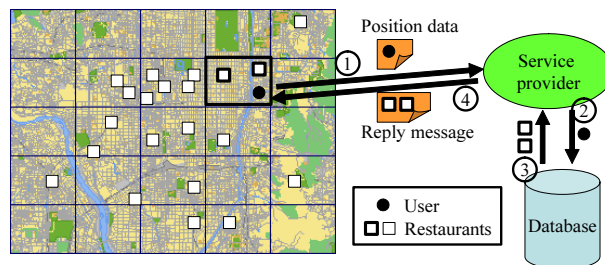 Position data
1
Service
provider
4
Reply message
2
3
User
Restaurants
Database